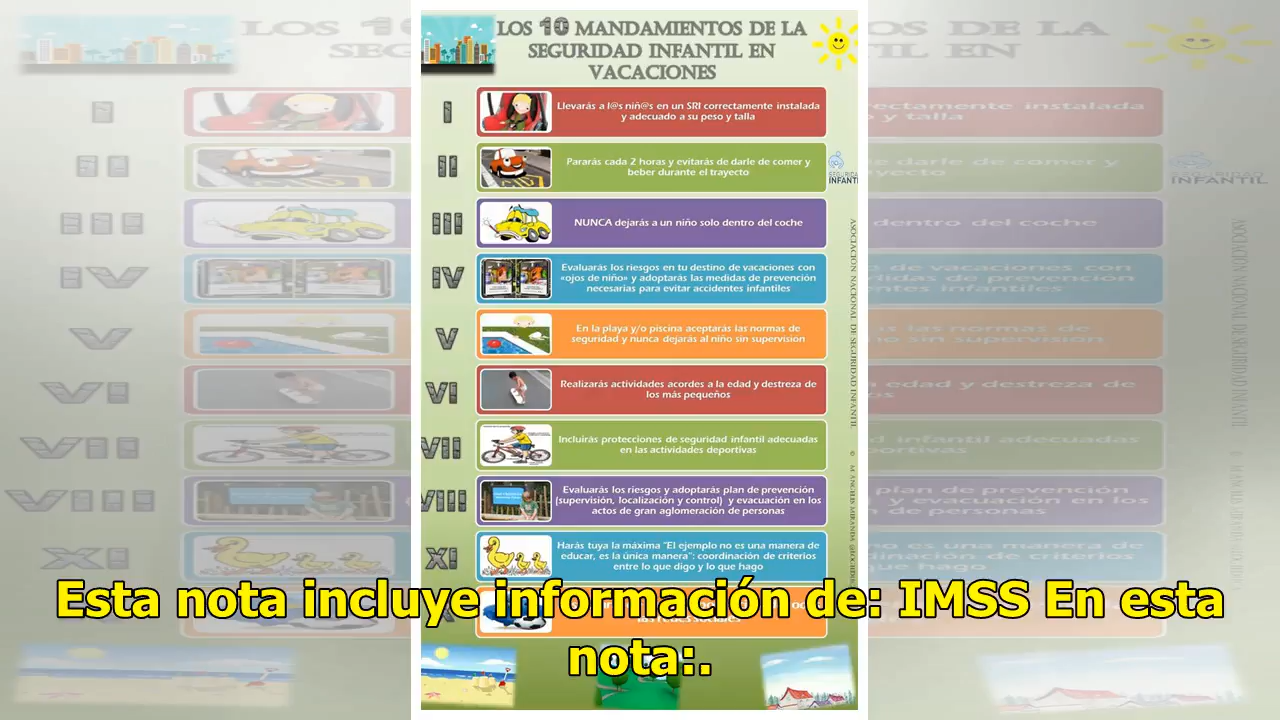 LOS 10 MANDAMIENTOS DE LA
SEGURIDAD INFANTIL EN
VACACIONES
I
Llevarás a l@s niñ@s en un SRI correctamente instalada
y adecuado a su peso y talla
II
Pararás cada 2 horas y evitarás de darle de comer y
beber durante el trayecto
SEGURIDAD
INFANTIL
III
NUNCA dejarás a un niño solo dentro del coche
IV
Evaluarás los riesgos en tu destino de vacaciones con
«ojos de niño» y adoptarás las medidas de prevención
necesarias para evitar accidentes infantiles
V
En la playa y/o piscina aceptarás las normas de
seguridad y nunca dejarás al niño sin supervisión
VI
Realizarás actividades acordes a la edad y destreza de
los más pequeños
VII
Incluirás protecciones de seguridad infantil adecuadas
en las actividades deportivas
VIII
Evaluarás los riesgos y adoptarás plan de prevención
(supervisión, localización y control) y evacuación en los
actos de gran aglomeración de personas
XI
Harás tuya la máxima "El ejemplo no es una manera de
educar, es la única manera": coordinación de criterios
entre lo que digo y lo que hago
ASOCIACION NACIONAL DE SEGURIDAD INFANTIL
Esta nota incluye información de: IMSS En esta
nota:.